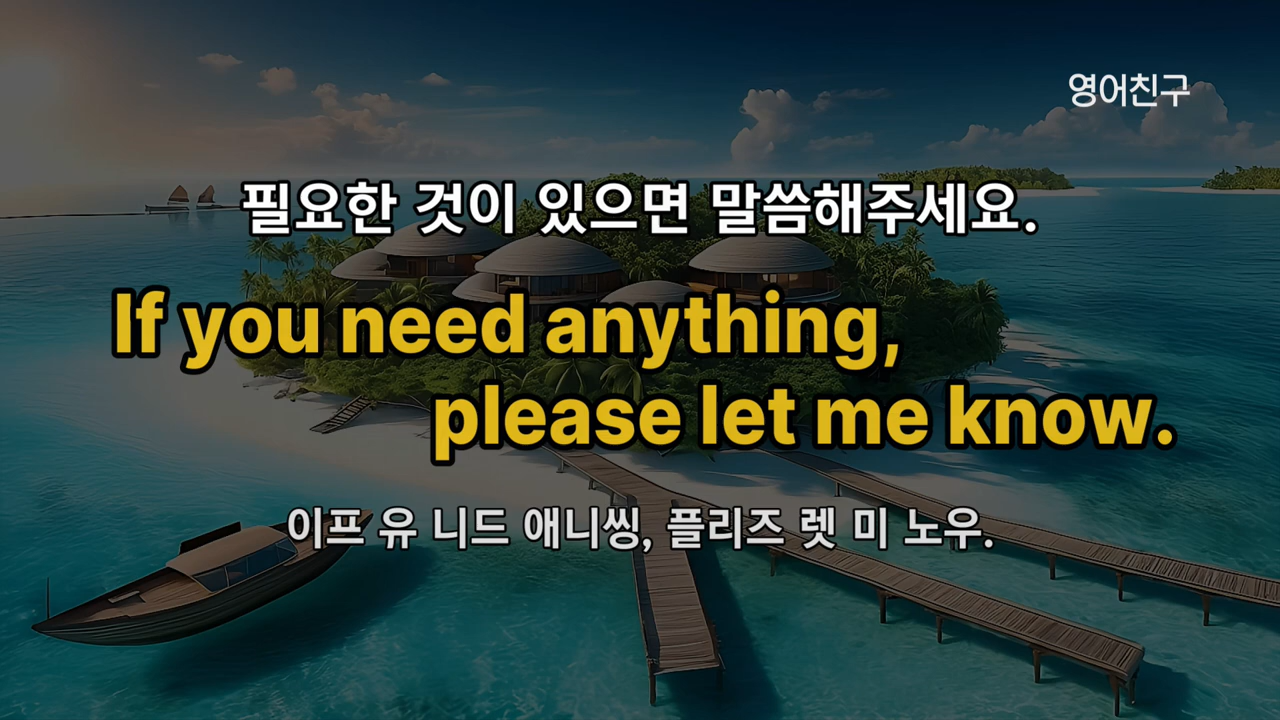 영어친구
필요한 것이 있으면 말씀해주세요.
If you need anything,
please let me know.
이프 유 니드 애니씽, 플리즈 렛 미 노우.